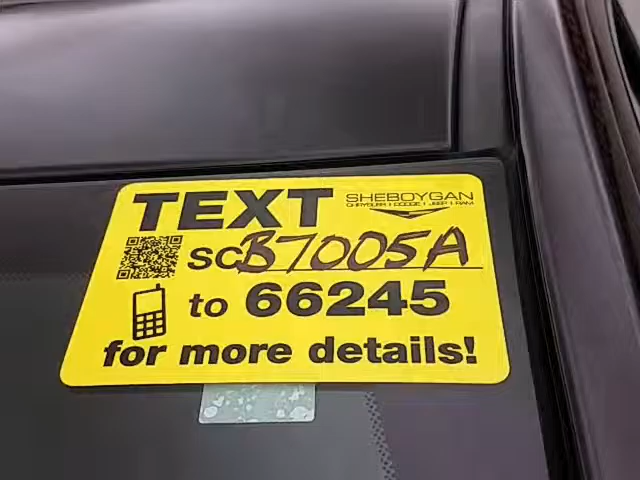 TEXT
SHEBOYGAN
CHRYSLER | DODGE | JEEP | RAM
SCB7005A
to 66245
for more details!